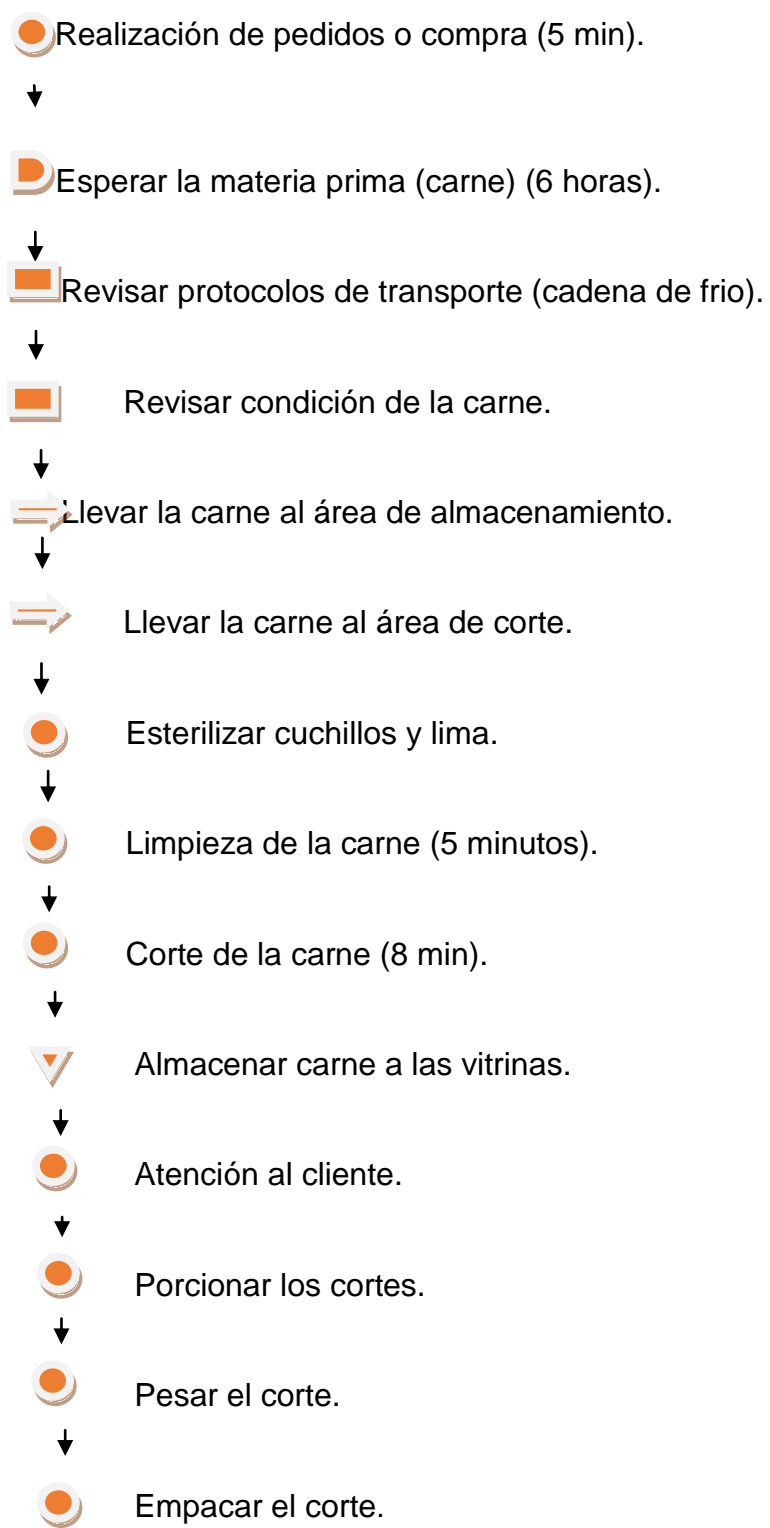 Realización de pedidos o compra (5 min).
Esperar la materia prima (carne) (6 horas).
Revisar protocolos de transporte (cadena de frio).
Revisar condición de la carne.
Llevar la carne al área de almacenamiento.
Llevar la carne al área de corte.
Esterilizar cuchillos y lima.
Limpieza de la carne (5 minutos).
Corte de la carne (8 min).
Almacenar carne a las vitrinas.
Atención al cliente.
Porcionar los cortes.
Pesar el corte.
Empacar el corte.